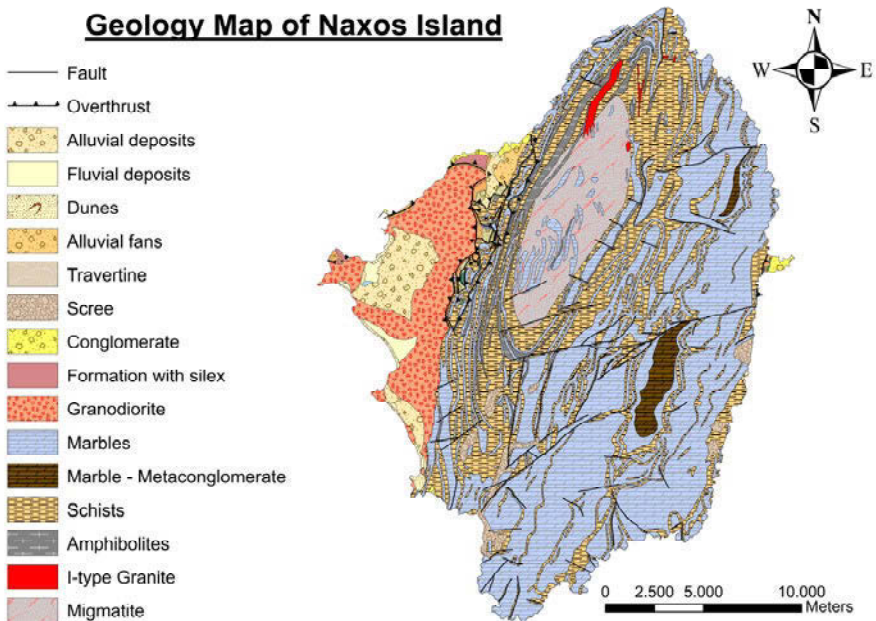 Geology Map of Naxos Island
N
W
E
S
Fault
Overthrust
Alluvial deposits
Fluvial deposits
Dunes
Alluvial fans
Travertine
Scree
Conglomerate
Formation with silex
Granodiorite
Marbles
Marble - Metaconglomerate
Schists
Amphibolites
I-type Granite
Migmatite
0 2.500 5.000 10.000
Meters